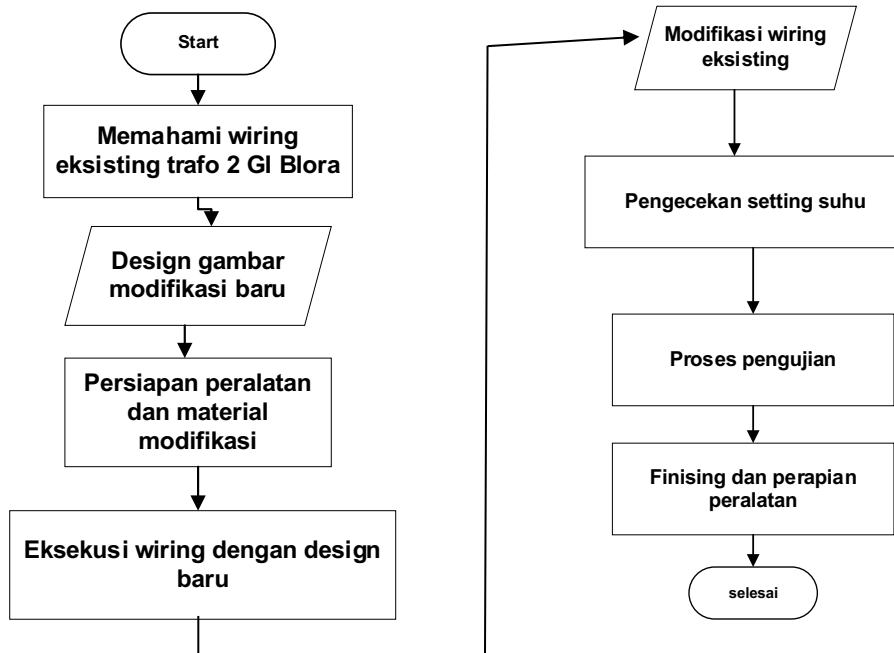 Start
Memahami wiring
eksisting trafo 2 GI Blora
Design gambar
modifikasi baru
Persiapan peralatan
dan material
modifikasi
Eksekusi wiring dengan design
baru
Modifikasi wiring
eksisting
Pengecekan setting suhu
Proses pengujian
Finising dan perapian
peralatan
selesai